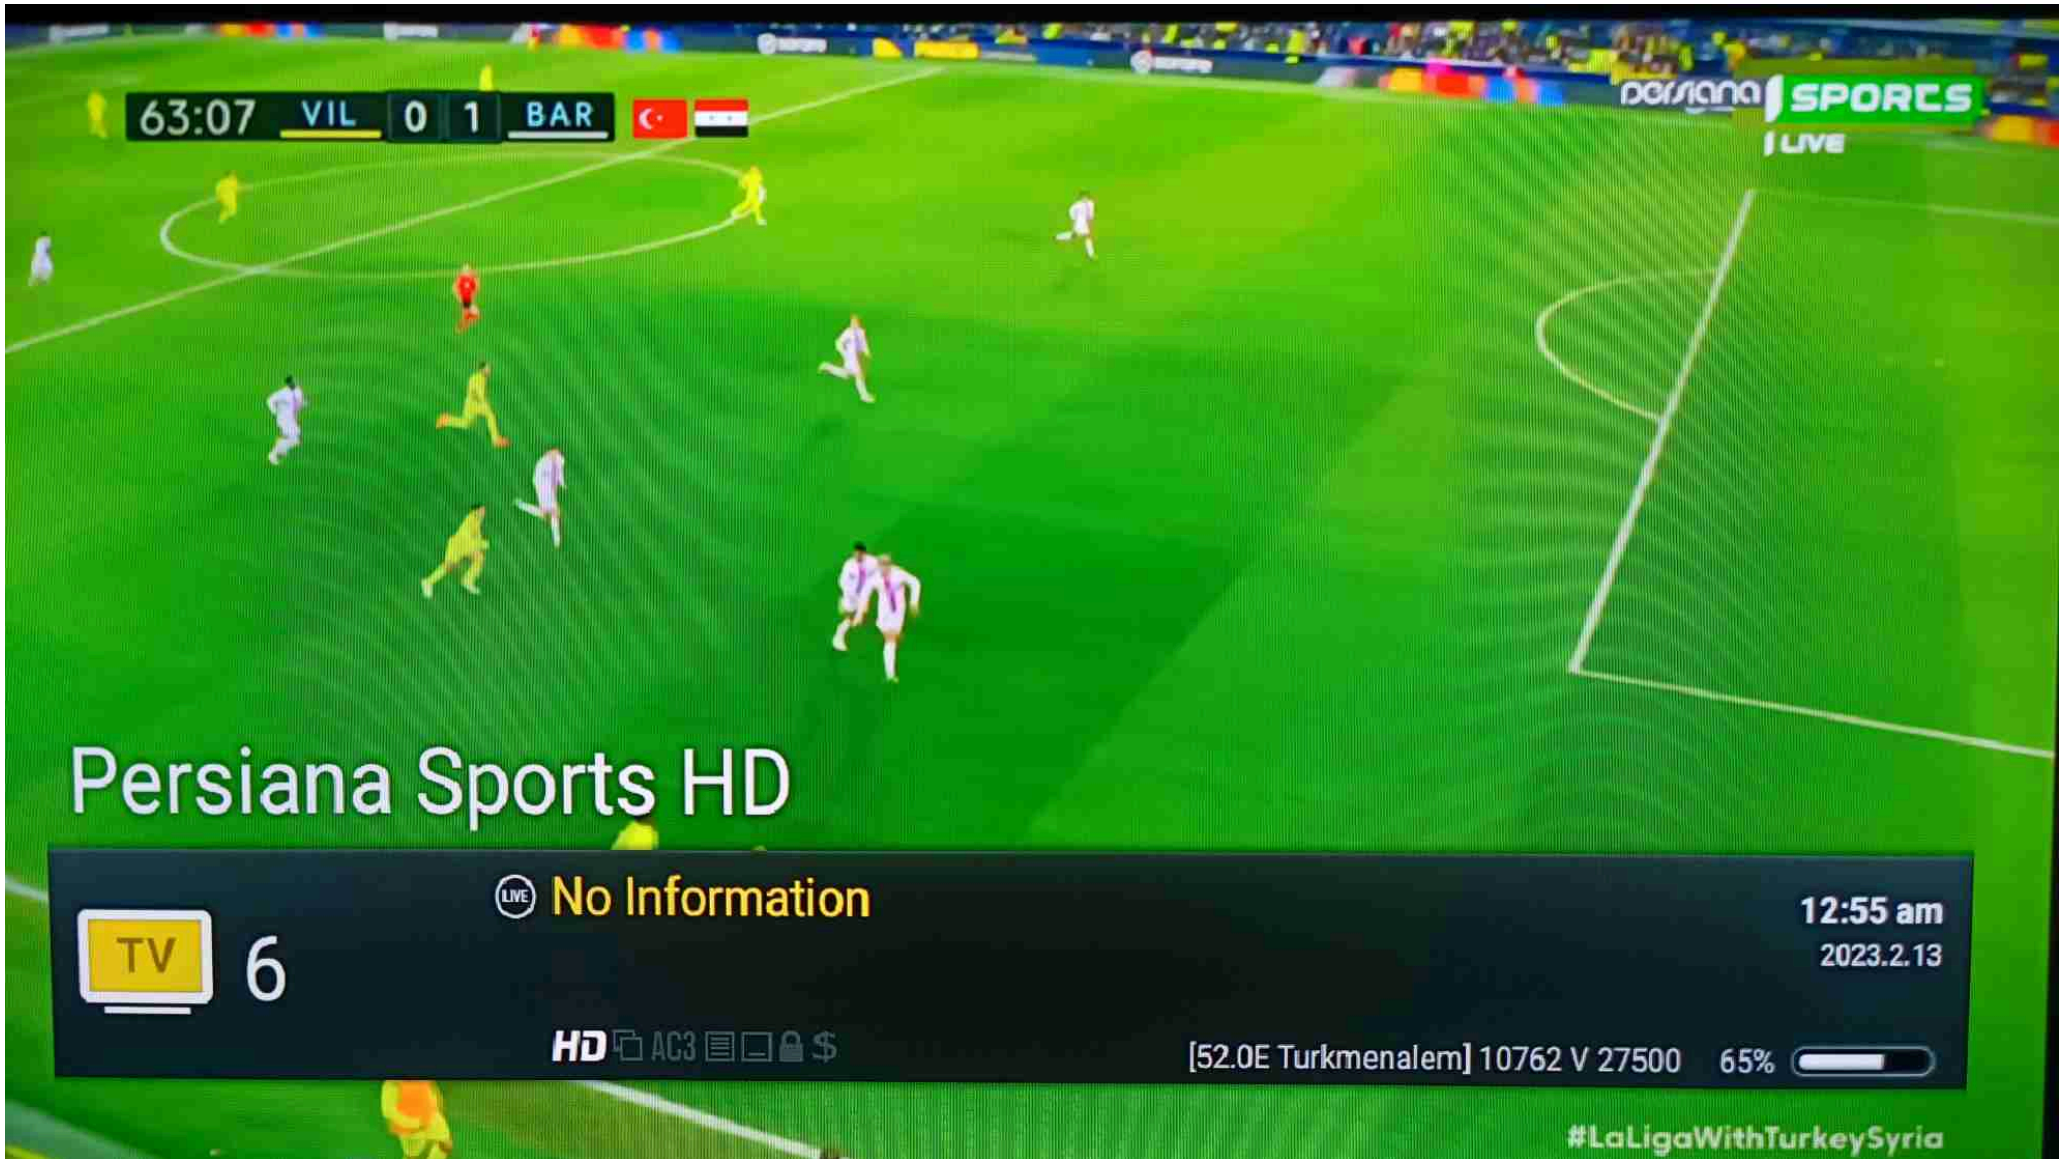 63:07 VIL 0 1 BAR
persiana SPORTS
LIVE
Persiana Sports HD
LIVE No Information
12:55 am
2023.2.13
TV 6
HD AC3 $
[52.0E Turkmenalem] 10762 V 27500 65%
#LaLigaWithTurkeySyria